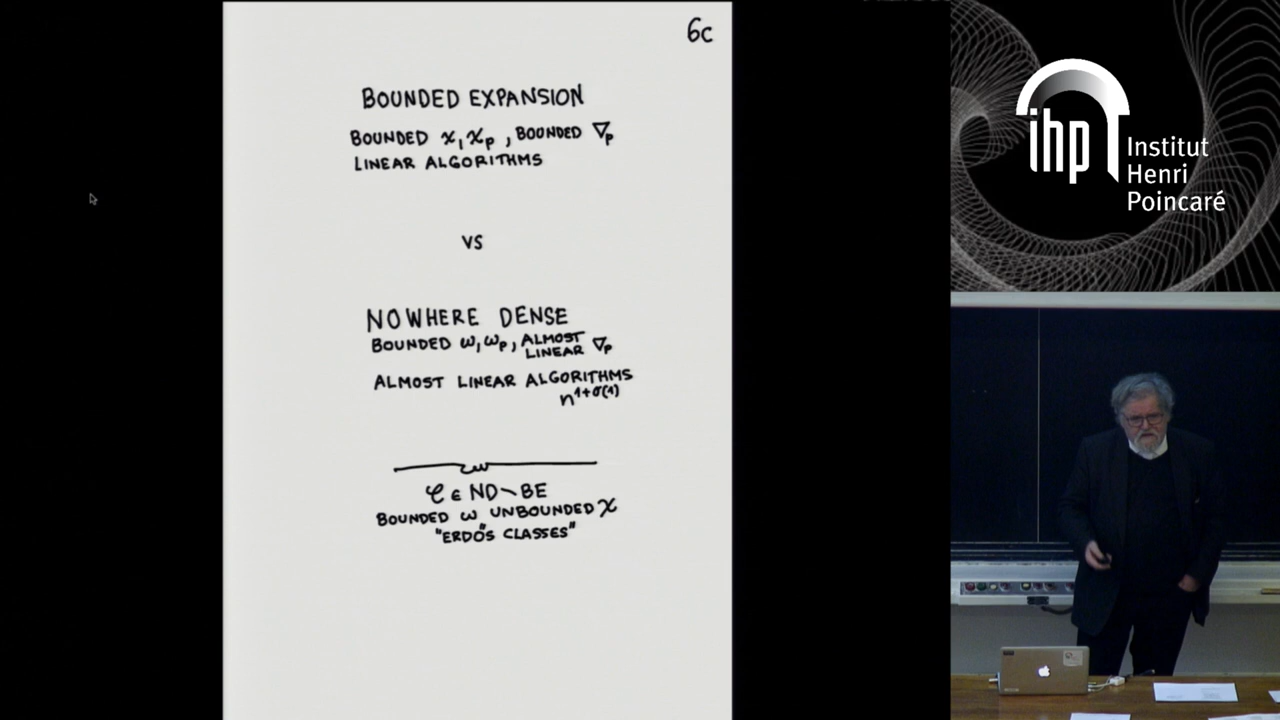 6c
BOUNDED EXPANSION
BOUNDED χ, χₚ, BOUNDED ∇ₚ
LINEAR ALGORITHMS
VS
NOWHERE DENSE
BOUNDED ω, ωₚ, ALMOST LINEAR ∇ₚ
ALMOST LINEAR ALGORITHMS
n^{1+σ(1)}
𝒞 ∈ ND∖BE
BOUNDED ω UNBOUNDED χ
"ERDŐS CLASSES"
ihp
Institut
Henri
Poincaré